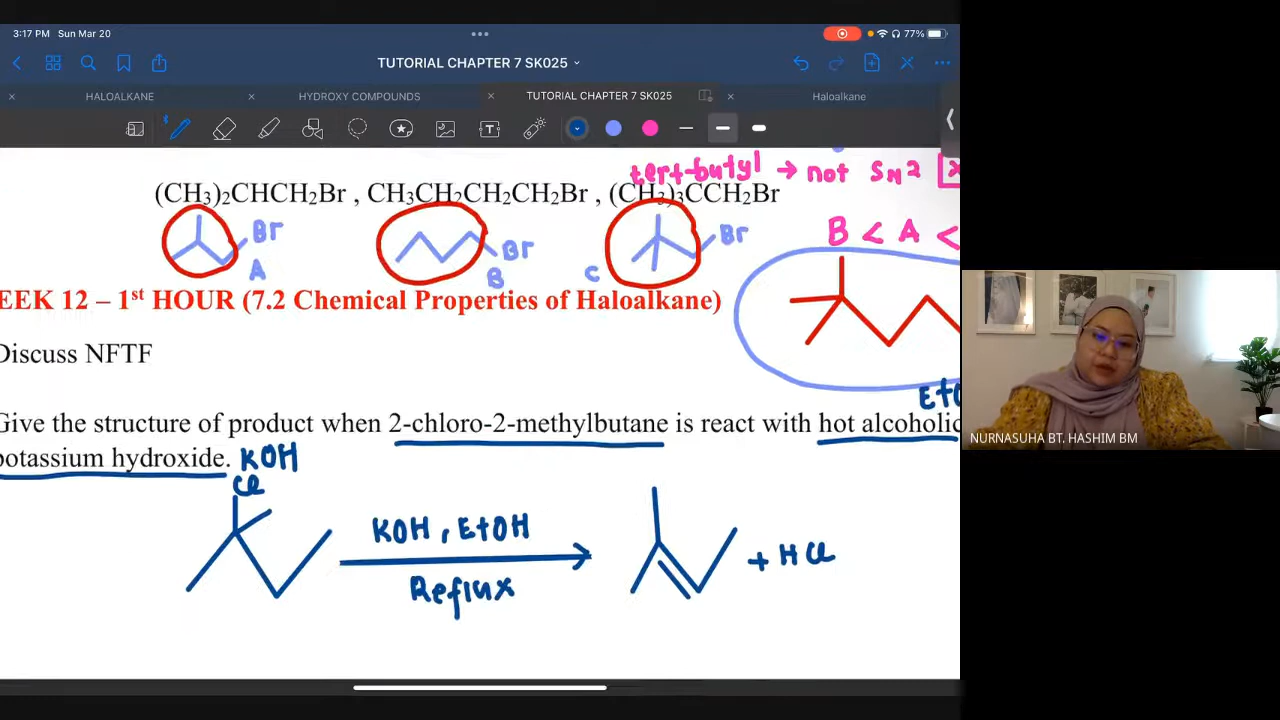 3:17 PM Sun Mar 20
77%
TUTORIAL CHAPTER 7 SK025
HALOALKANE
HYDROXY COMPOUNDS
TUTORIAL CHAPTER 7 SK025
Haloalkane
tert-butyl → not SN2
(CH3)2CHCH2Br , CH3CH2CH2CH2Br , (CH3)3CCH2Br
Br
A
Br
B
C
Br
B < A <
EEK 12 – 1st HOUR (7.2 Chemical Properties of Haloalkane)
Discuss NFTF
EtO
Give the structure of product when 2-chloro-2-methylbutane is react with hot alcoholic
potassium hydroxide. KOH
Cl
KOH, EtOH
Reflux
+ HCl
NURNASUHA BT. HASHIM BM